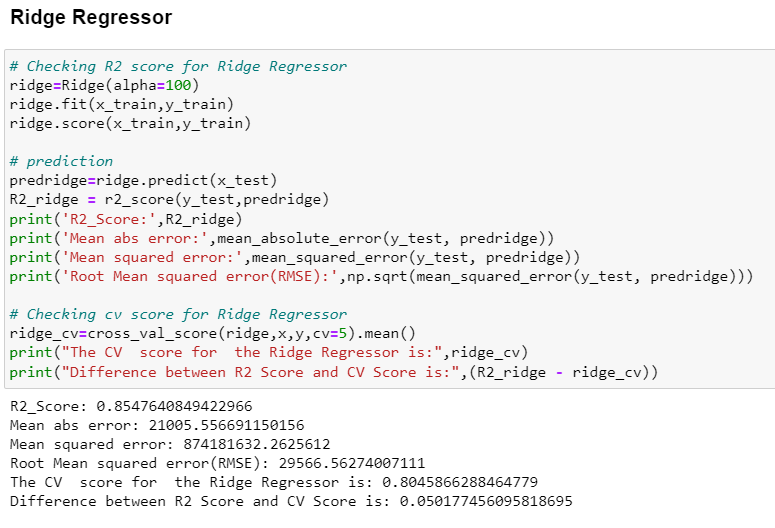 Ridge Regressor
# Checking R2 score for Ridge Regressor
ridge=Ridge(alpha=100)
ridge.fit(x_train,y_train)
ridge.score(x_train,y_train)
# prediction
predridge=ridge.predict(x_test)
R2_ridge = r2_score(y_test,predridge)
print('R2_Score:',R2_ridge)
print('Mean abs error:',mean_absolute_error(y_test, predridge))
print('Mean squared error:',mean_squared_error(y_test, predridge))
print('Root Mean squared error(RMSE):',np.sqrt(mean_squared_error(y_test, predridge)))
# Checking cv score for Ridge Regressor
ridge_cv=cross_val_score(ridge,x,y,cv=5).mean()
print("The CV  score for  the Ridge Regressor is:",ridge_cv)
print("Difference between R2 Score and CV Score is:",(R2_ridge - ridge_cv))
R2_Score: 0.8547640849422966
Mean abs error: 21005.556691150156
Mean squared error: 874181632.2625612
Root Mean squared error(RMSE): 29566.56274007111
The CV  score for  the Ridge Regressor is: 0.8045866288464779
Difference between R2 Score and CV Score is: 0.050177456095818695